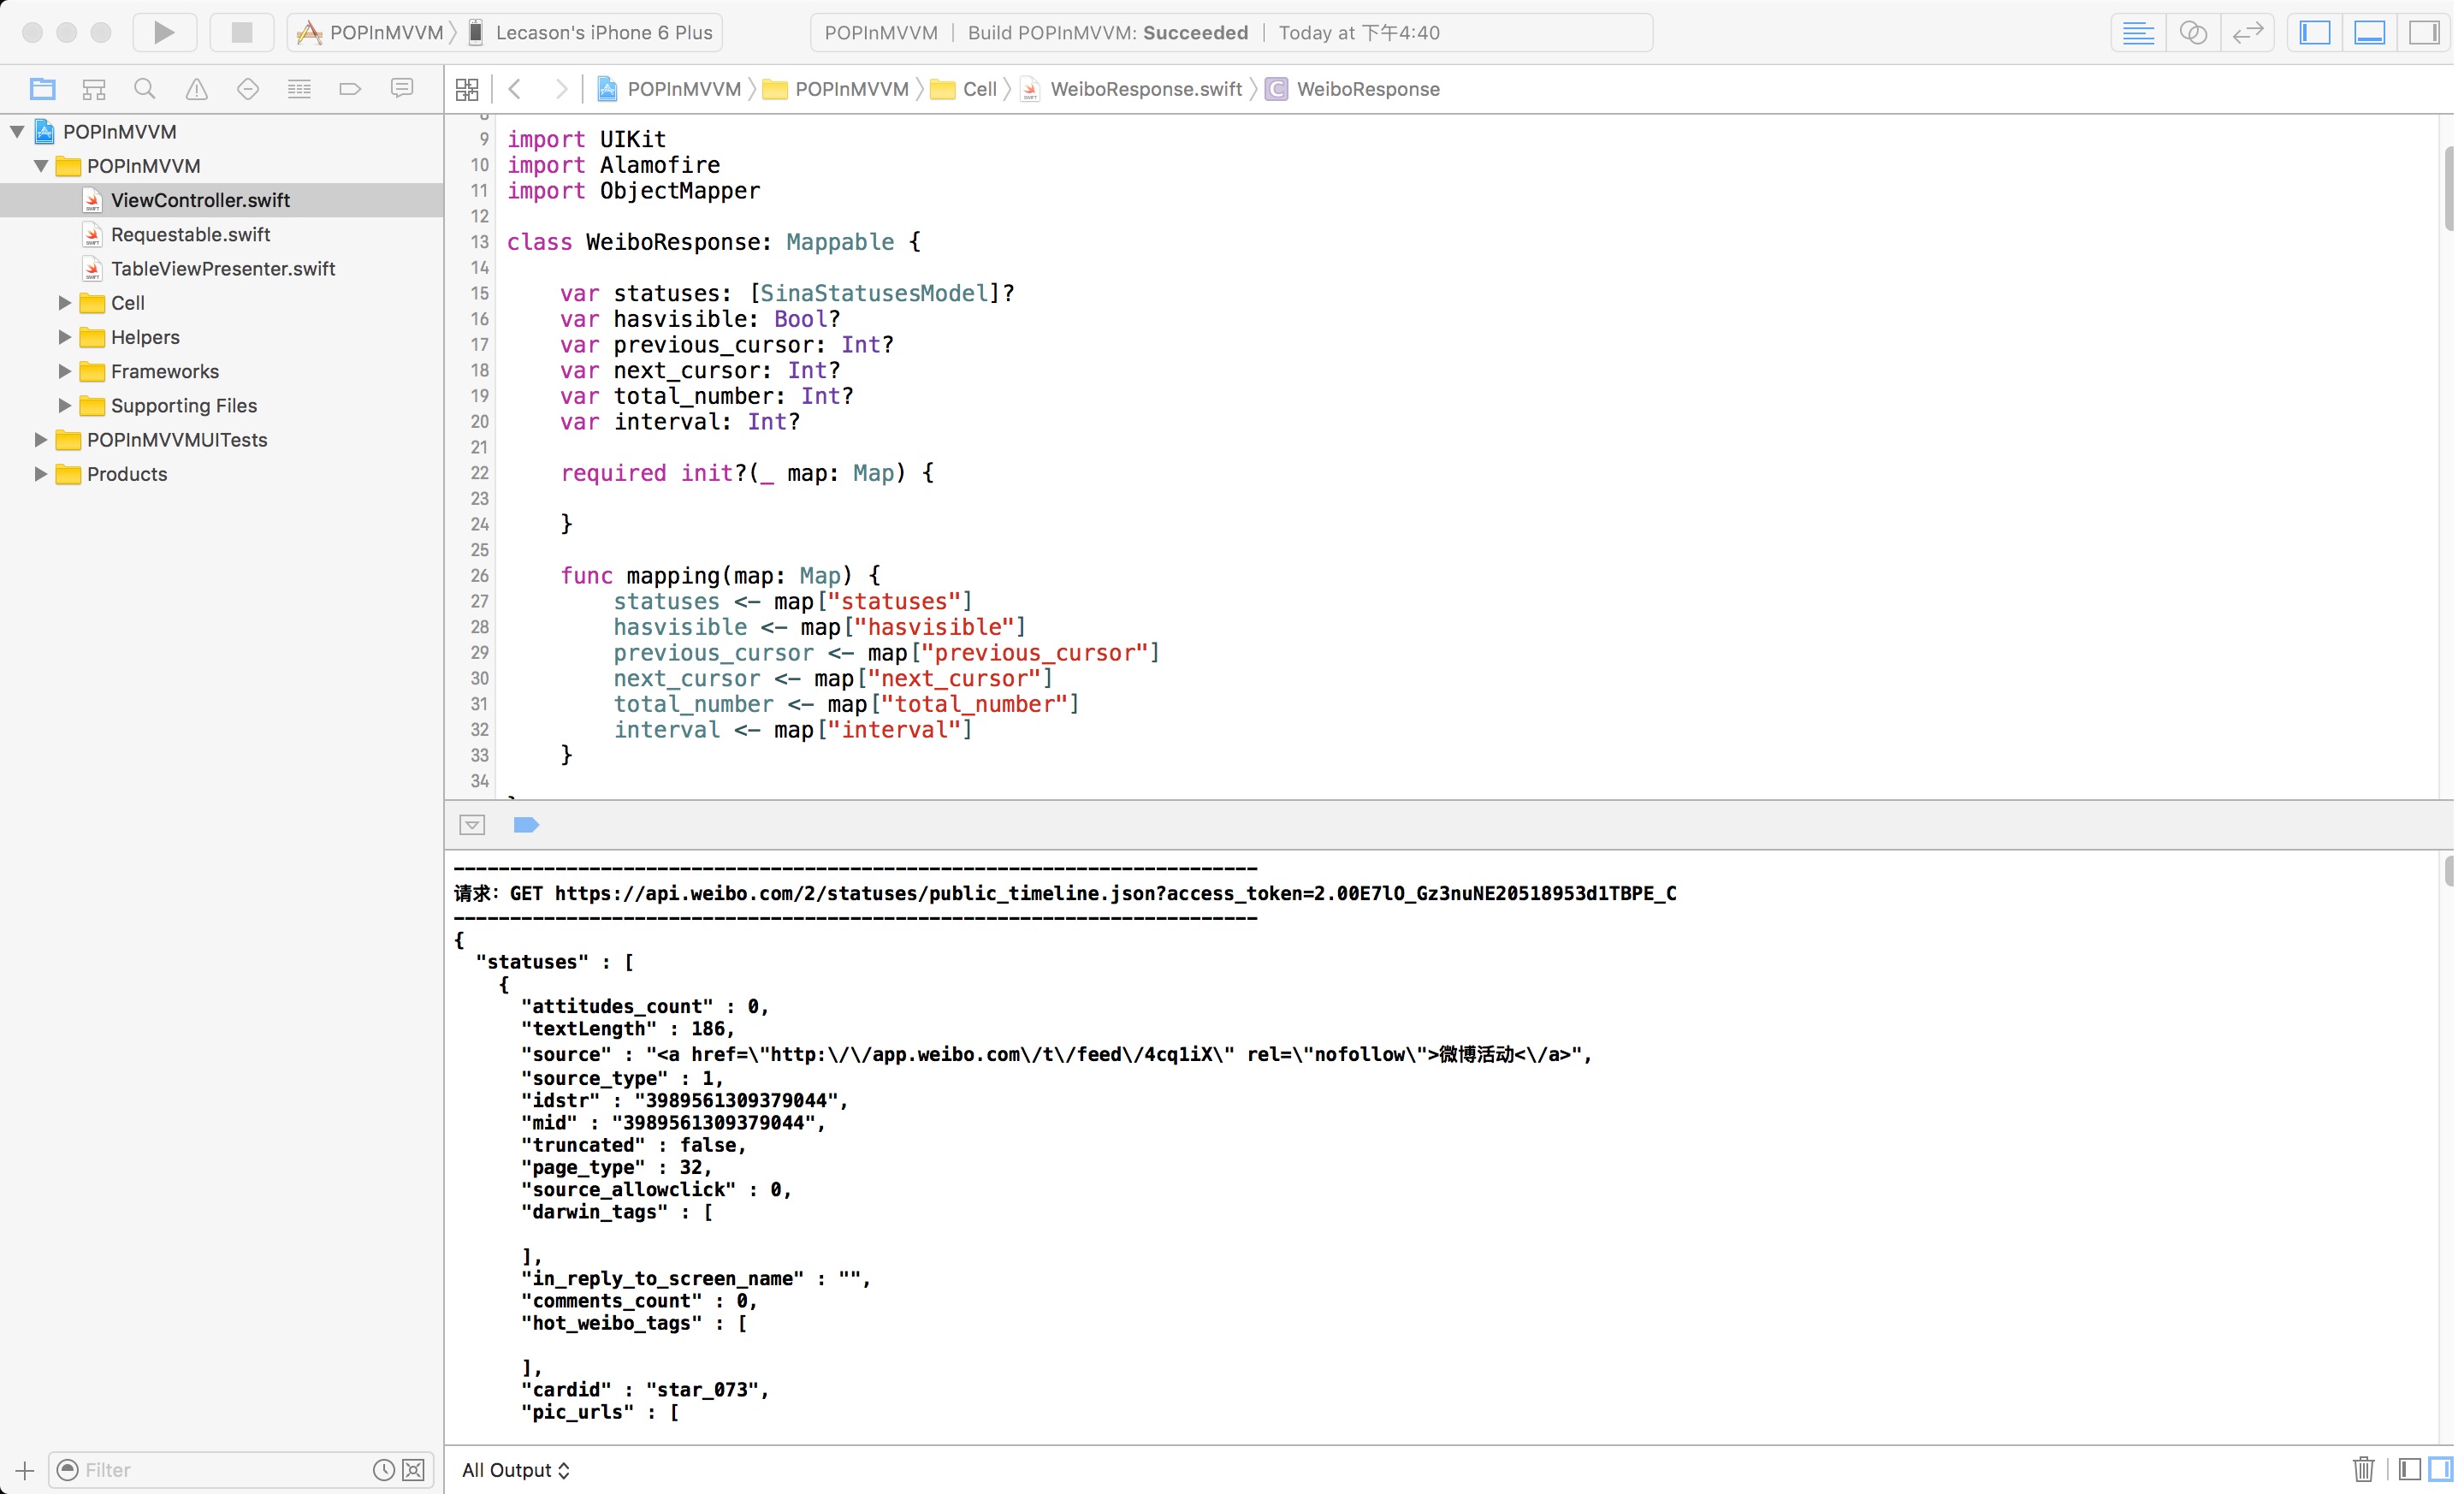 POPInMVVM
Lecason's iPhone 6 Plus
POPInMVVM | Build POPInMVVM: Succeeded | Today at 下午4:40
POPInMVVM
POPInMVVM
Cell
WeiboResponse.swift
C WeiboResponse
POPInMVVM
POPInMVVM
ViewController.swift
Requestable.swift
TableViewPresenter.swift
Cell
Helpers
Frameworks
Supporting Files
POPInMVVMUITests
Products
Filter
8
9 import UIKit
10 import Alamofire
11 import ObjectMapper
12
13 class WeiboResponse: Mappable {
14
15 var statuses: [SinaStatusesModel]?
16 var hasvisible: Bool?
17 var previous_cursor: Int?
18 var next_cursor: Int?
19 var total_number: Int?
20 var interval: Int?
21
22 required init?(_ map: Map) {
23
24 }
25
26 func mapping(map: Map) {
27 statuses <- map["statuses"]
28 hasvisible <- map["hasvisible"]
29 previous_cursor <- map["previous_cursor"]
30 next_cursor <- map["next_cursor"]
31 total_number <- map["total_number"]
32 interval <- map["interval"]
33 }
34
------------------------------------------------------------------------
请求: GET https://api.weibo.com/2/statuses/public_timeline.json?access_token=2.00E7lO_Gz3nuNE20518953d1TBPE_C
------------------------------------------------------------------------
{
"statuses" : [
{
"attitudes_count" : 0,
"textLength" : 186,
"source" : "<a href=\"http:\/\/app.weibo.com\/t\/feed\/4cq1iX\" rel=\"nofollow\">微博活动<\/a>",
"source_type" : 1,
"idstr" : "3989561309379044",
"mid" : "3989561309379044",
"truncated" : false,
"page_type" : 32,
"source_allowclick" : 0,
"darwin_tags" : [
],
"in_reply_to_screen_name" : "",
"comments_count" : 0,
"hot_weibo_tags" : [
],
"cardid" : "star_073",
"pic_urls" : [
All Output